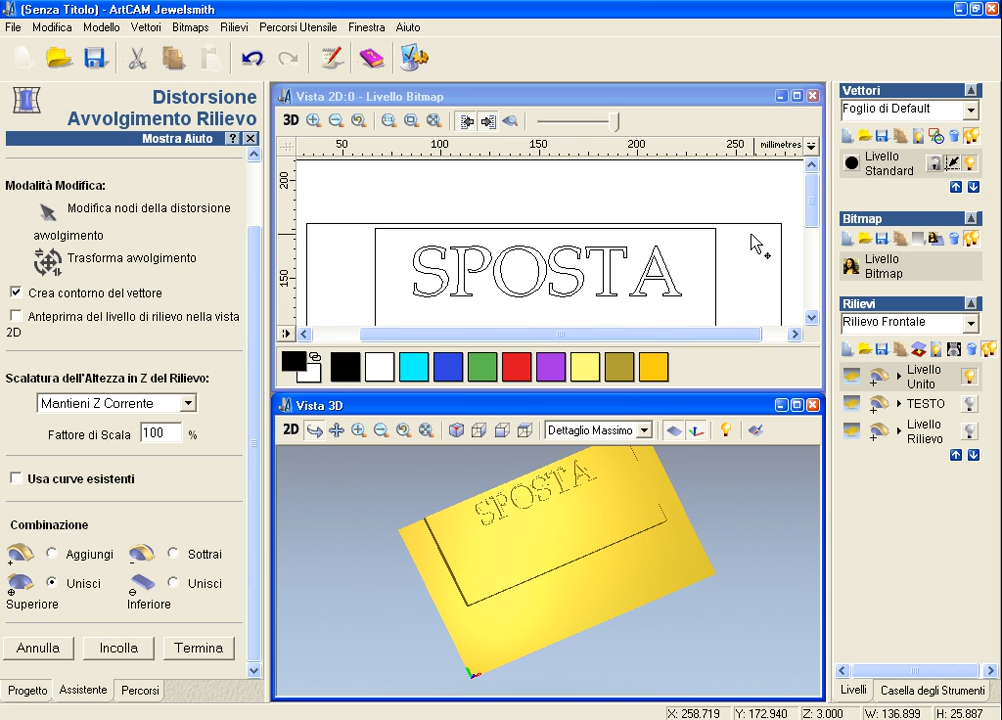 (Senza Titolo) - ArtCAM Jewelsmith
File Modifica Modello Vettori Bitmaps Rilievi Percorsi Utensile Finestra Aiuto
Distorsione
Avvolgimento Rilievo
Mostra Aiuto ?
Modalità Modifica:
Modifica nodi della distorsione
avvolgimento
Trasforma avvolgimento
Crea contorno del vettore
Anteprima del livello di rilievo nella vista
2D
Scalatura dell'Altezza in Z del Rilievo:
Mantieni Z Corrente
Fattore di Scala 100 %
Usa curve esistenti
Combinazione
Aggiungi Sottrai
Unisci Unisci
Superiore Inferiore
Annulla Incolla Termina
Progetto Assistente Percorsi
Vista 2D:0 - Livello Bitmap
3D
50 100 150 200 250 millimetres
200
150
SPOSTA
Vista 3D
2D Dettaglio Massimo
SPOSTA
Vettori
Foglio di Default
Livello
Standard
Bitmap
Livello
Bitmap
Rilievi
Rilievo Frontale
Livello
Unito
TESTO
Livello
Rilievo
Livelli Casella degli Strumenti
X: 258.719 Y: 172.940 Z: 3.000 W: 136.899 H: 25.887